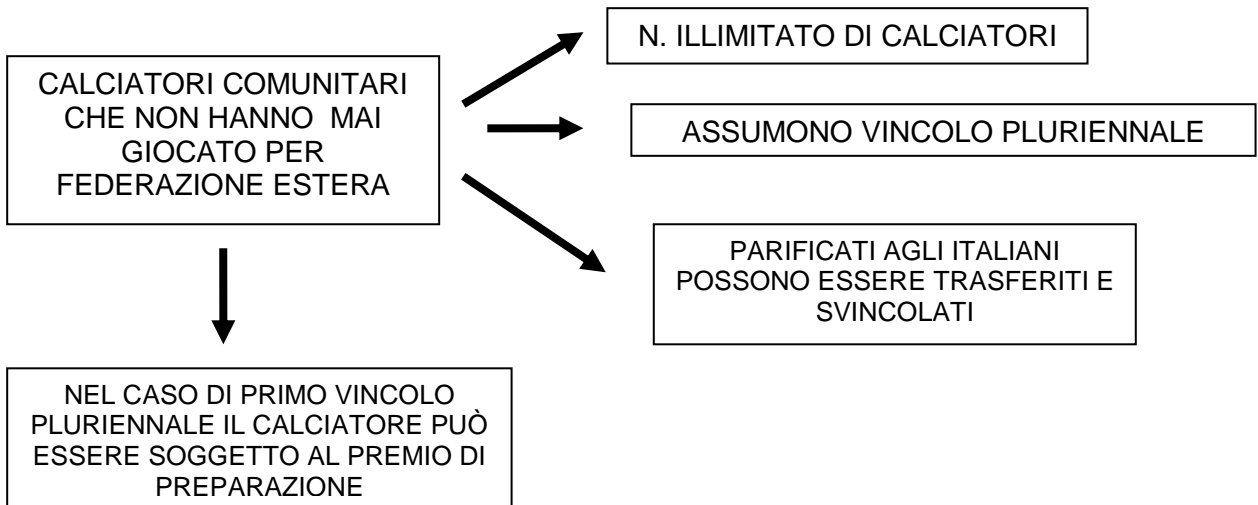 N. ILLIMITATO DI CALCIATORI
CALCIATORI COMUNITARI
CHE NON HANNO MAI
GIOCATO PER
FEDERAZIONE ESTERA
ASSUMONO VINCOLO PLURIENNALE
PARIFICATI AGLI ITALIANI
POSSONO ESSERE TRASFERITI E
SVINCOLATI
NEL CASO DI PRIMO VINCOLO
PLURIENNALE IL CALCIATORE PUÒ
ESSERE SOGGETTO AL PREMIO DI
PREPARAZIONE